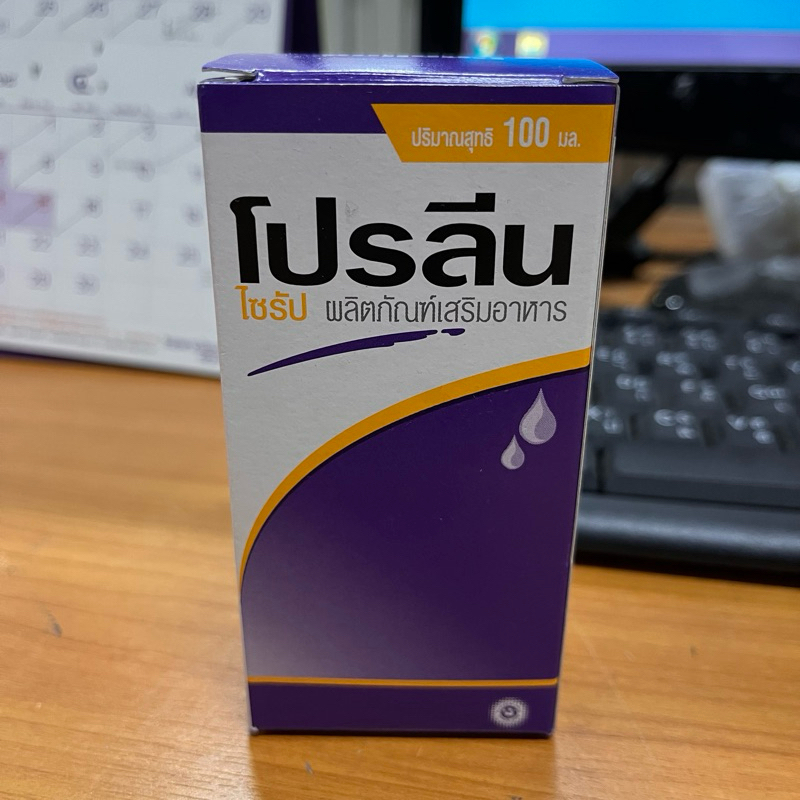 ปริมาณสุทธิ 100 มล.
โปรลีน
ไซรัป ผลิตภัณฑ์เสริมอาหาร